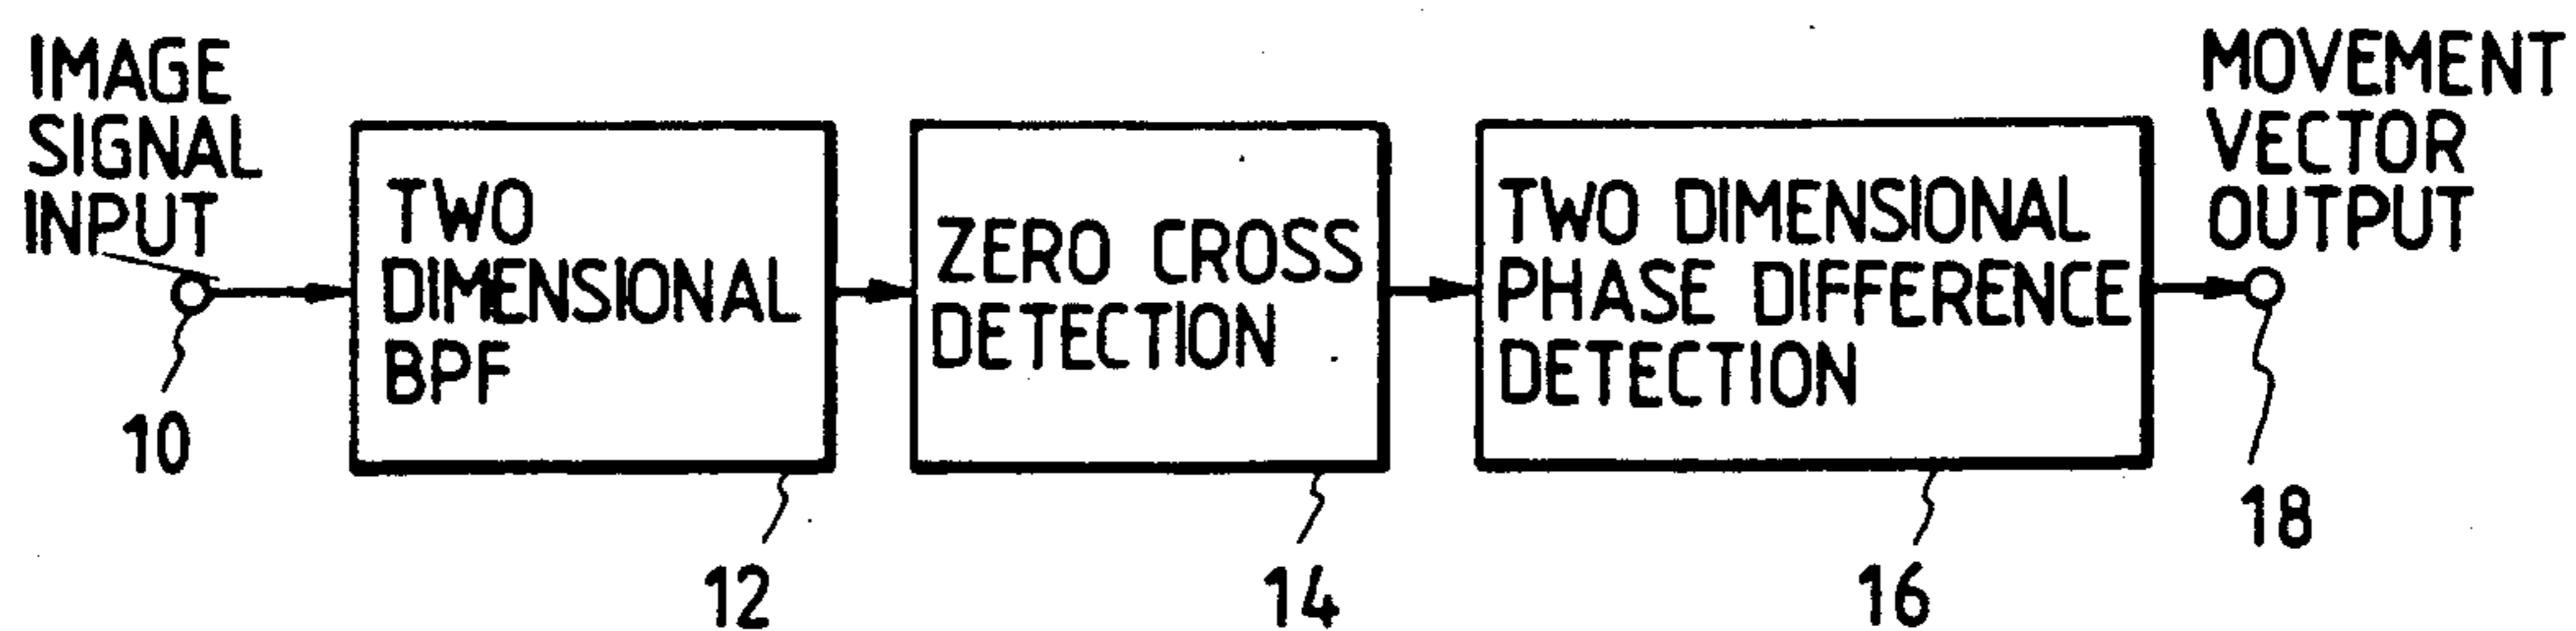 IMAGE
SIGNAL
INPUT
10
TWO
DIMENSIONAL
BPF
12
ZERO CROSS
DETECTION
14
TWO DIMENSIONAL
PHASE DIFFERENCE
DETECTION
16
MOVEMENT
VECTOR
OUTPUT
18